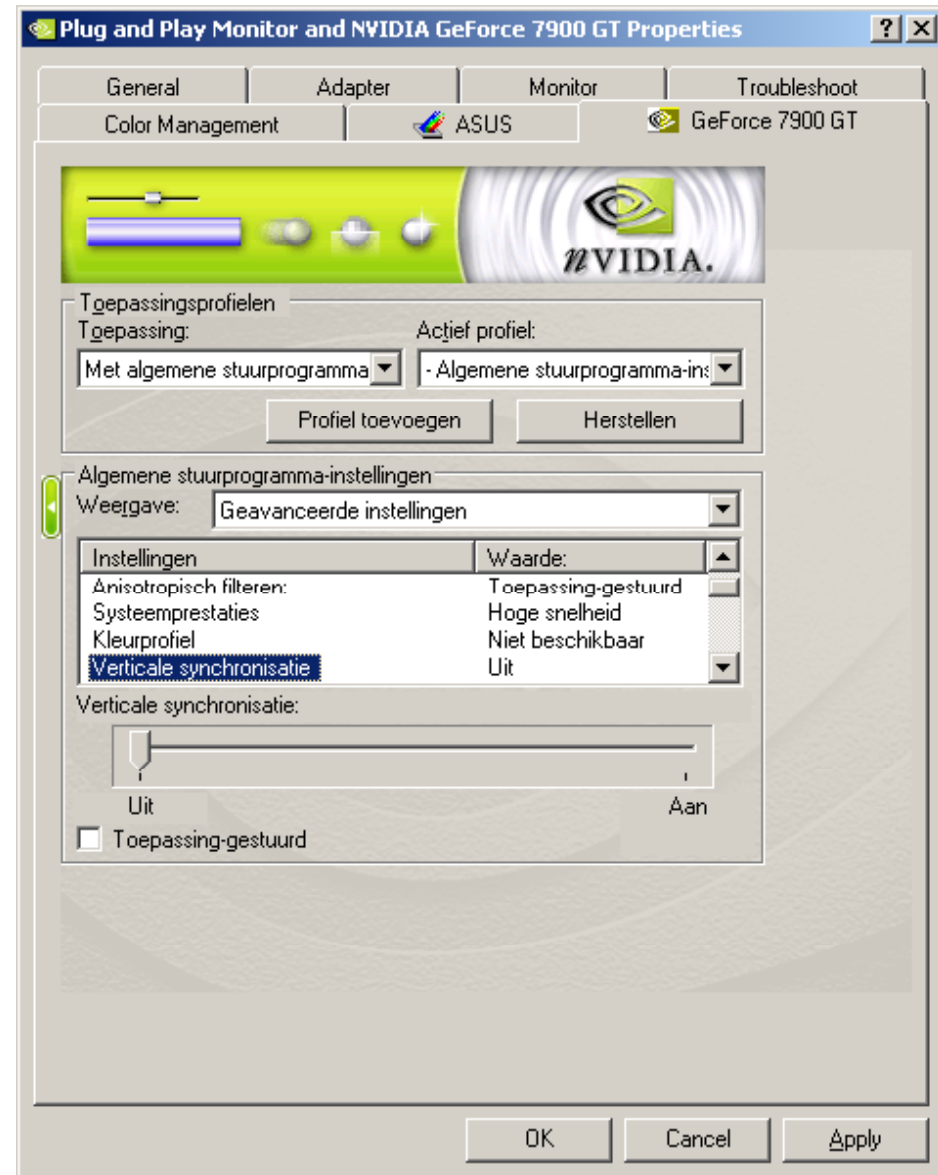 Plug and Play Monitor and NVIDIA GeForce 7900 GT Properties
General Adapter Monitor Troubleshoot
Color Management ASUS GeForce 7900 GT
nVIDIA.
Toepassingsprofielen
Toepassing: Actief profiel:
Met algemene stuurprogramma - Algemene stuurprogramma-ins
Profiel toevoegen Herstellen
Algemene stuurprogramma-instellingen
Weergave: Geavanceerde instellingen
Instellingen Waarde:
Anisotropisch filteren: Toepassing-gestuurd
Systeemprestaties Hoge snelheid
Kleurprofiel Niet beschikbaar
Verticale synchronisatie Uit
Verticale synchronisatie:
Uit Aan
Toepassing-gestuurd
OK Cancel Apply